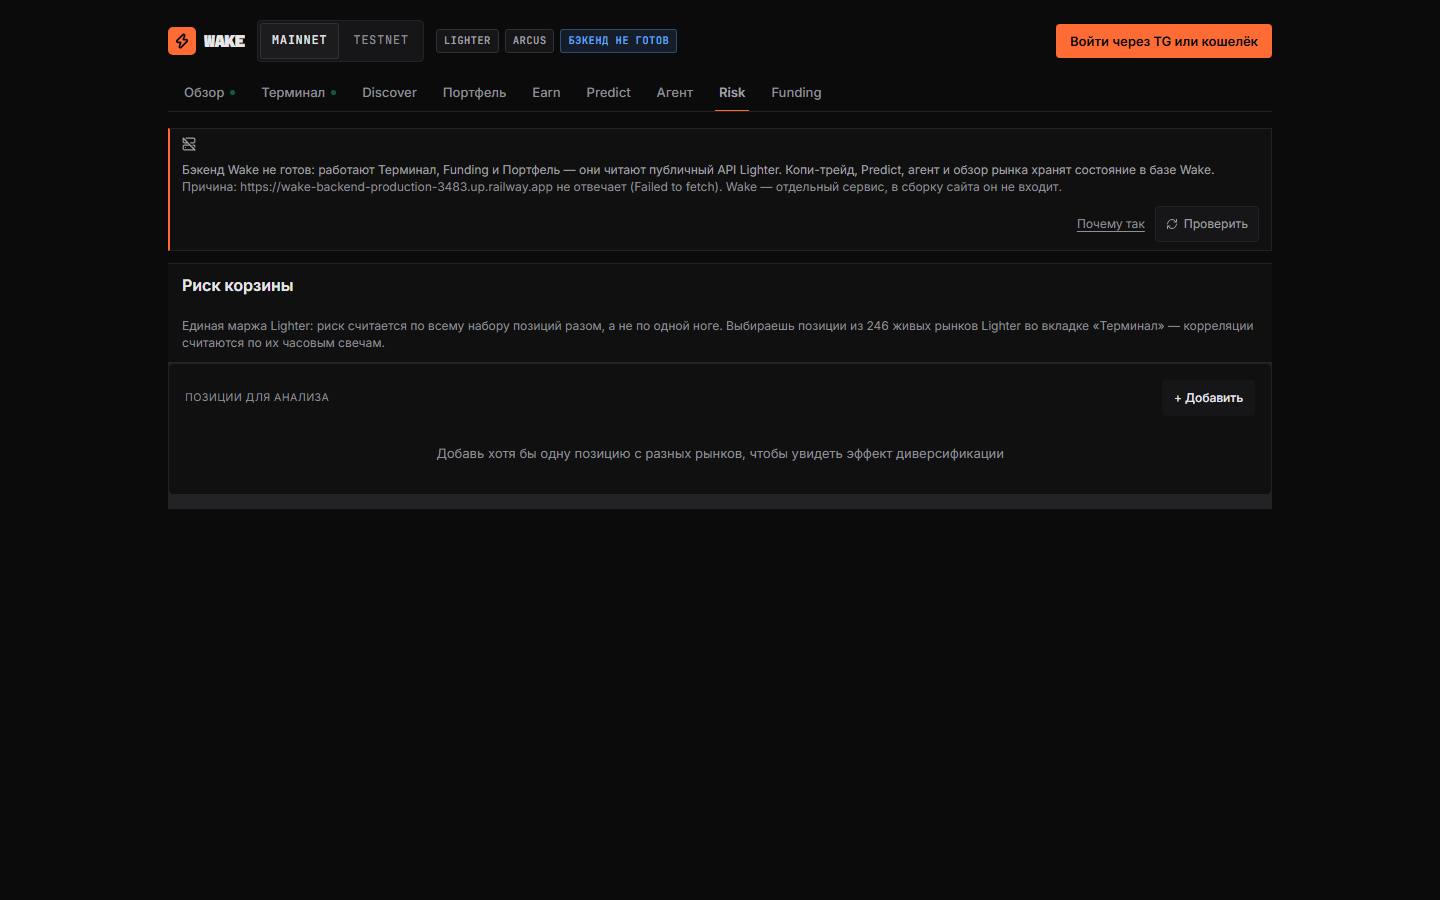 WAKE
MAINNET TESTNET
LIGHTER ARCUS БЭКЕНД НЕ ГОТОВ
Войти через TG или кошелёк
Обзор Терминал Discover Портфель Earn Predict Агент Risk Funding
Бэкенд Wake не готов: работают Терминал, Funding и Портфель — они читают публичный API Lighter. Копи-трейд, Predict, агент и обзор рынка хранят состояние в базе Wake.
Причина: https://wake-backend-production-3483.up.railway.app не отвечает (Failed to fetch). Wake — отдельный сервис, в сборку сайта он не входит.
Почему так Проверить
Риск корзины
Единая маржа Lighter: риск считается по всему набору позиций разом, а не по одной ноге. Выбираешь позиции из 246 живых рынков Lighter во вкладке «Терминал» — корреляции
считаются по их часовым свечам.
ПОЗИЦИИ ДЛЯ АНАЛИЗА
+ Добавить
Добавь хотя бы одну позицию с разных рынков, чтобы увидеть эффект диверсификации